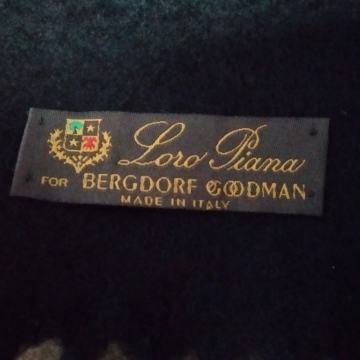 Loro Piana
FOR BERGDORF GOODMAN
MADE IN ITALY